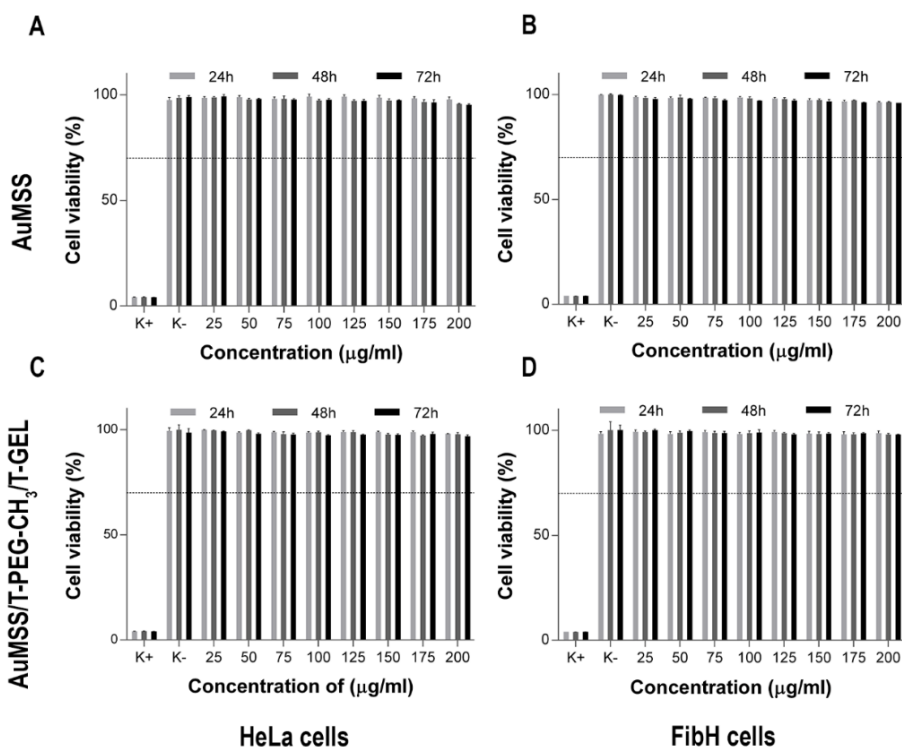 A
24h 48h 72h
100
50
0
Cell viability (%)
K+ K- 25 50 75 100 125 150 175 200
Concentration (μg/ml)
AuMSS
B
24h 48h 72h
100
50
0
Cell viability (%)
K+ K- 25 50 75 100 125 150 175 200
Concentration (μg/ml)
C
24h 48h 72h
100
50
0
Cell viability (%)
K+ K- 25 50 75 100 125 150 175 200
Concentration of (μg/ml)
AuMSS/T-PEG-CH₃/T-GEL
D
24h 48h 72h
100
50
0
Cell viability (%)
K+ K- 25 50 75 100 125 150 175 200
Concentration (μg/ml)
HeLa cells
FibH cells